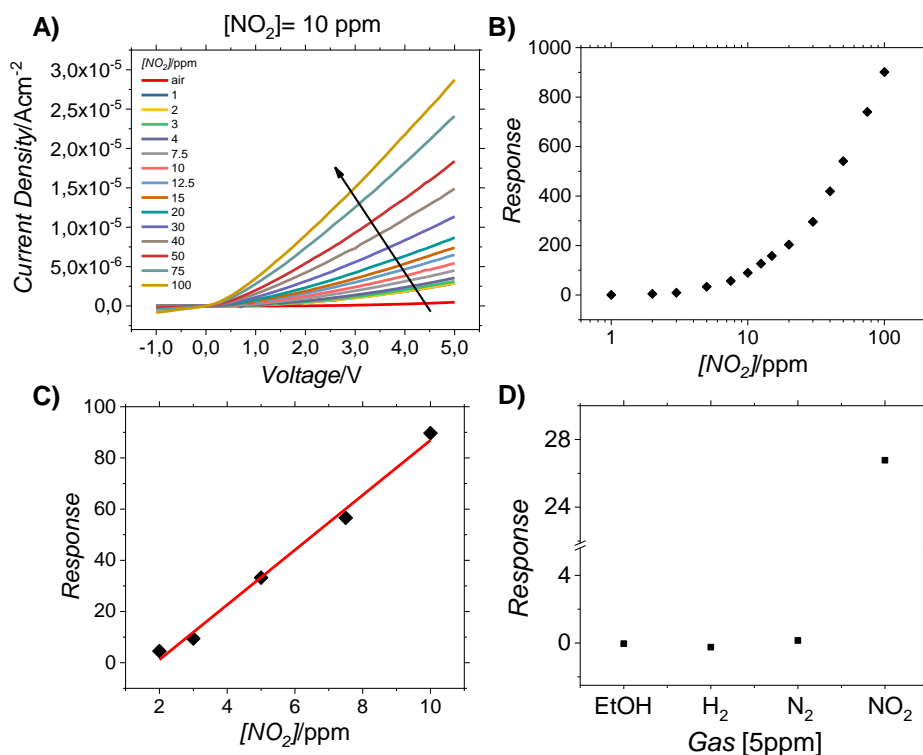 A)
[NO₂]= 10 ppm
[NO₂]/ppm
air
1
2
3
4
7.5
10
12.5
15
20
30
40
50
75
100
3,0x10⁻⁵
2,5x10⁻⁵
2,0x10⁻⁵
1,5x10⁻⁵
1,0x10⁻⁵
5,0x10⁻⁶
0,0
Current Density/Acm⁻²
-1,0 0,0 1,0 2,0 3,0 4,0 5,0
Voltage/V
B)
1000
800
600
400
200
0
Response
1 10 100
[NO₂]/ppm
C)
100
80
60
40
20
0
Response
2 4 6 8 10
[NO₂]/ppm
D)
28
24
4
0
Response
EtOH H₂ N₂ NO₂
Gas [5ppm]